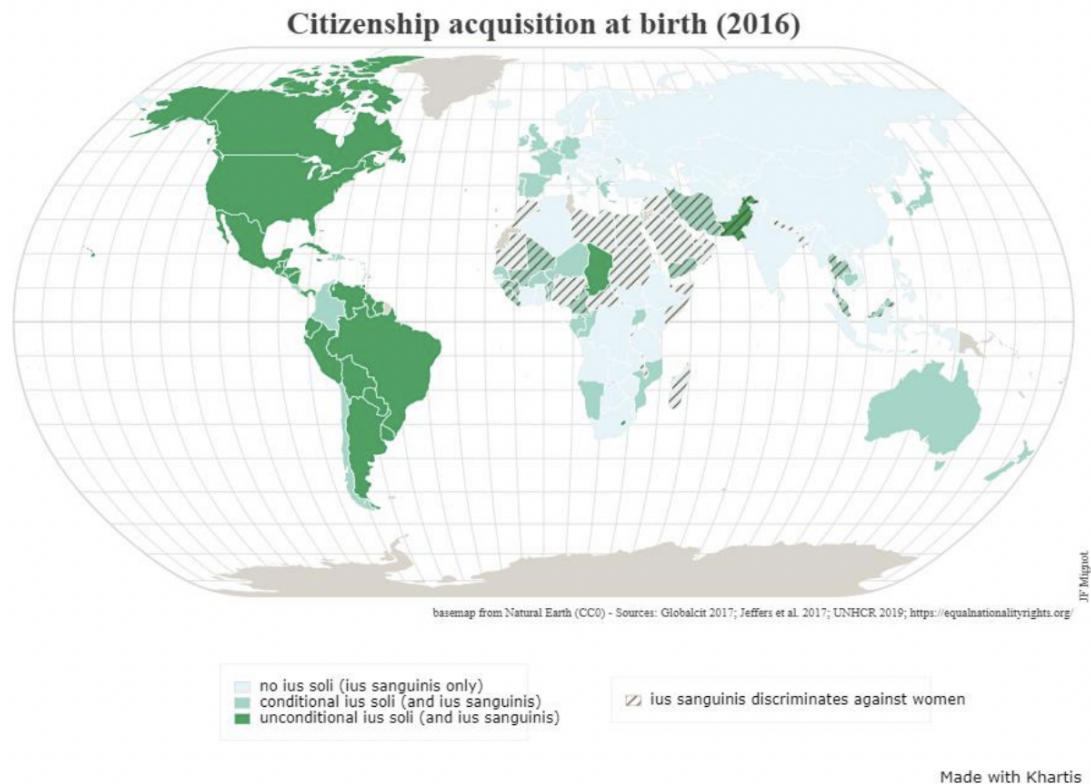 Citizenship acquisition at birth (2016)
JF Mignot
basemap from Natural Earth (CC0) - Sources: Globalcit 2017; Jeffers et al. 2017; UNHCR 2019; https://equalnationalityrights.org/
no ius soli (ius sanguinis only)
conditional ius soli (and ius sanguinis)
unconditional ius soli (and ius sanguinis)
ius sanguinis discriminates against women
Made with Khartis